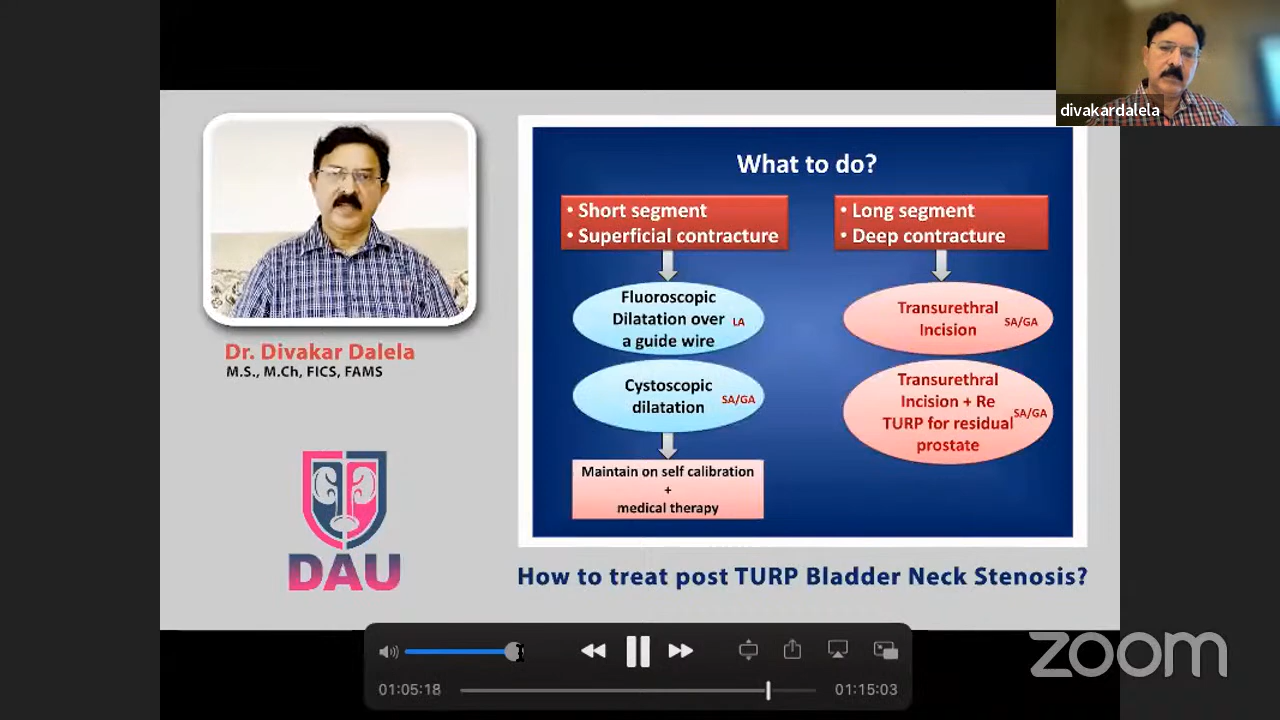 divakardalela
What to do?
• Short segment
• Superficial contracture
• Long segment
• Deep contracture
Fluoroscopic
Dilatation over LA
a guide wire
Transurethral
Incision SA/GA
Cystoscopic
dilatation SA/GA
Transurethral
Incision + Re
TURP for residual SA/GA
prostate
Maintain on self calibration
+
medical therapy
Dr. Divakar Dalela
M.S., M.Ch, FICS, FAMS
DAU
How to treat post TURP Bladder Neck Stenosis?
zoom
01:05:18
01:15:03